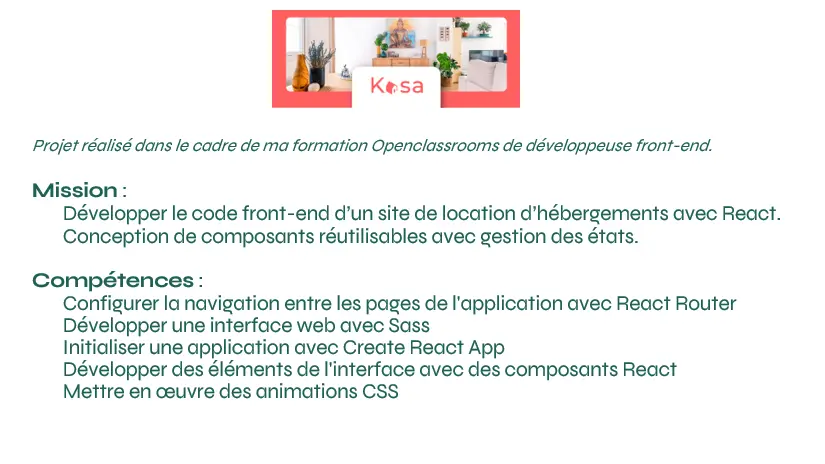 Kasa
Projet réalisé dans le cadre de ma formation Openclassrooms de développeuse front-end.
Mission :
Développer le code front-end d’un site de location d’hébergements avec React.
Conception de composants réutilisables avec gestion des états.
Compétences :
Configurer la navigation entre les pages de l'application avec React Router
Développer une interface web avec Sass
Initialiser une application avec Create React App
Développer des éléments de l'interface avec des composants React
Mettre en œuvre des animations CSS